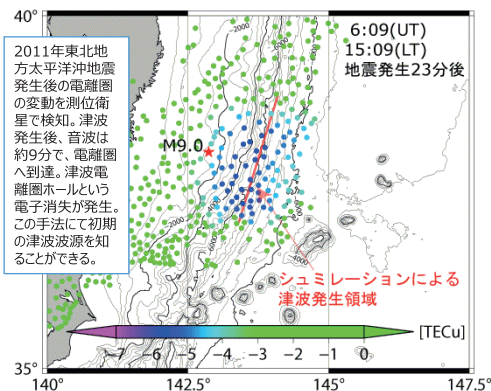 40°
6:09(UT)
15:09(LT)
地震発生23分後
2011年東北地
方太平洋沖地震
発生後の電離圏
の変動を測位衛
星で検知。津波
発生後、音波は
約9分で、電離圏
へ到達。津波電
離圏ホールという
電子消失が発生。
この手法にて初期
の津波波源を知
ることができる。
M9.0
-2000
-4000
-6000
-2000
-4000
-6000
-4000
シュミレーションによる
津波発生領域
[TECu]
-7 -6 -5 -4 -3 -2 -1 0
35°
140° 142.5° 145° 147.5°